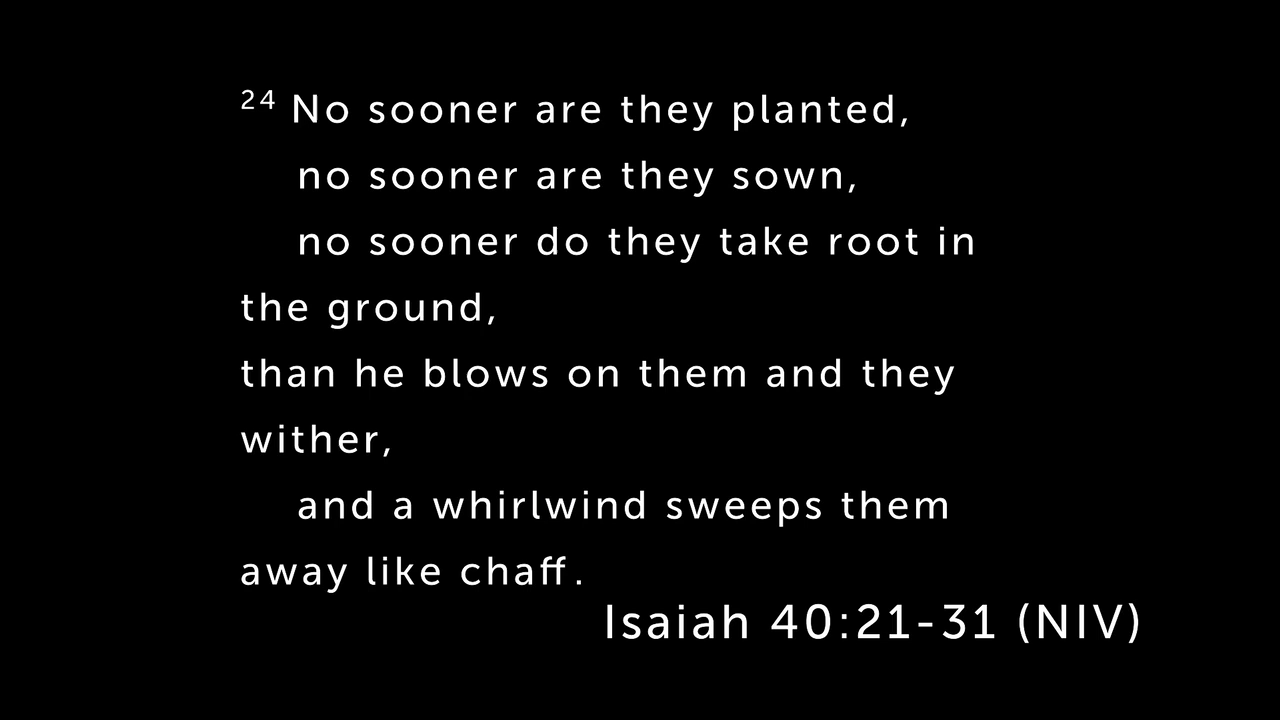 24 No sooner are they planted,
no sooner are they sown,
no sooner do they take root in
the ground,
than he blows on them and they
wither,
and a whirlwind sweeps them
away like chaff.
Isaiah 40:21-31 (NIV)